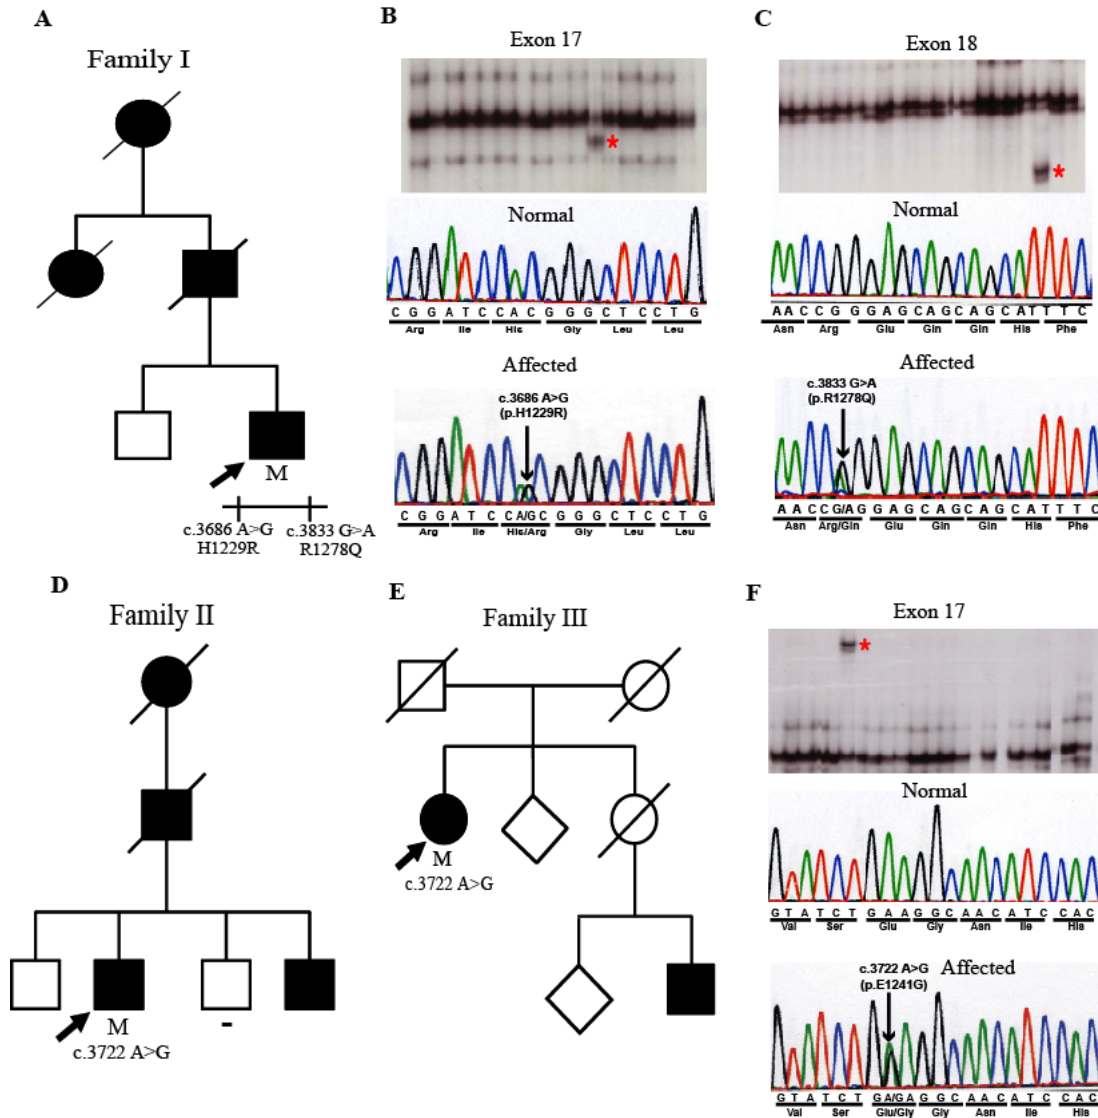 A
Family I
M
c.3686 A>G
H1229R
c.3833 G>A
R1278Q
B
Exon 17
*
Normal
C G G A T C C A C G G G C T C C T G
Arg Ile His Gly Leu Leu
Affected
c.3686 A>G
(p.H1229R)
C G G A T C C A/G C G G G C T C C T G
Arg Ile His/Arg Gly Leu Leu
C
Exon 18
*
Normal
A A C C G G G A G C A G C A G C A T T T C
Asn Arg Glu Gln Gln His Phe
Affected
c.3833 G>A
(p.R1278Q)
A A C C G/A G G A G C A G C A G C A T T T C
Asn Arg/Gln Glu Gln Gln His Phe
D
Family II
M
c.3722 A>G
-
E
Family III
M
c.3722 A>G
F
Exon 17
*
Normal
G T A T C T G A A G G C A A C A T C C A C
Val Ser Glu Gly Asn Ile His
Affected
c.3722 A>G
(p.E1241G)
G T A T C T G A/G A G G C A A C A T C C A C
Val Ser Glu/Gly Gly Asn Ile His